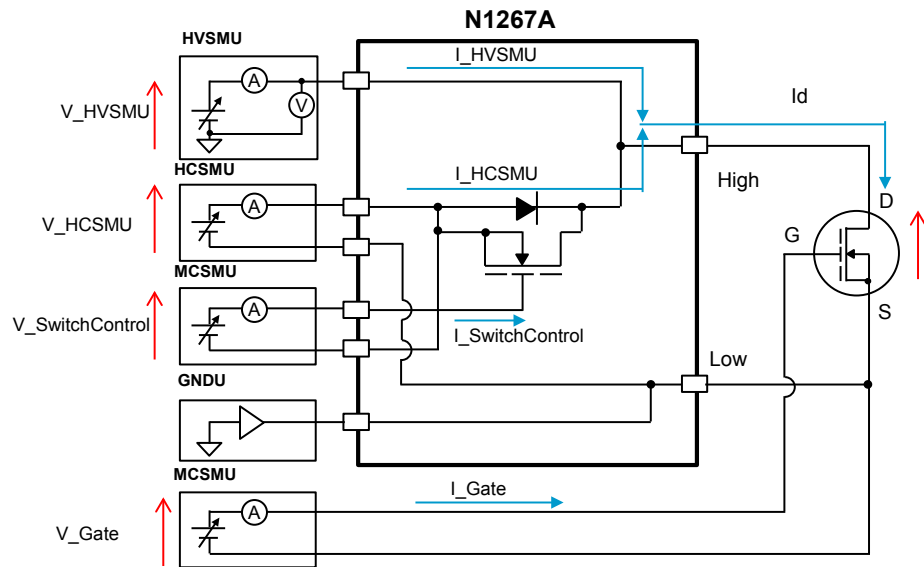 N1267A
HVSMU
I_HVSMU
A
V
V_HVSMU
Id
HCSMU
I_HCSMU
High
A
V_HCSMU
D
G
MCSMU
S
A
V_SwitchControl
I_SwitchControl
Low
GNDU
MCSMU
I_Gate
A
V_Gate